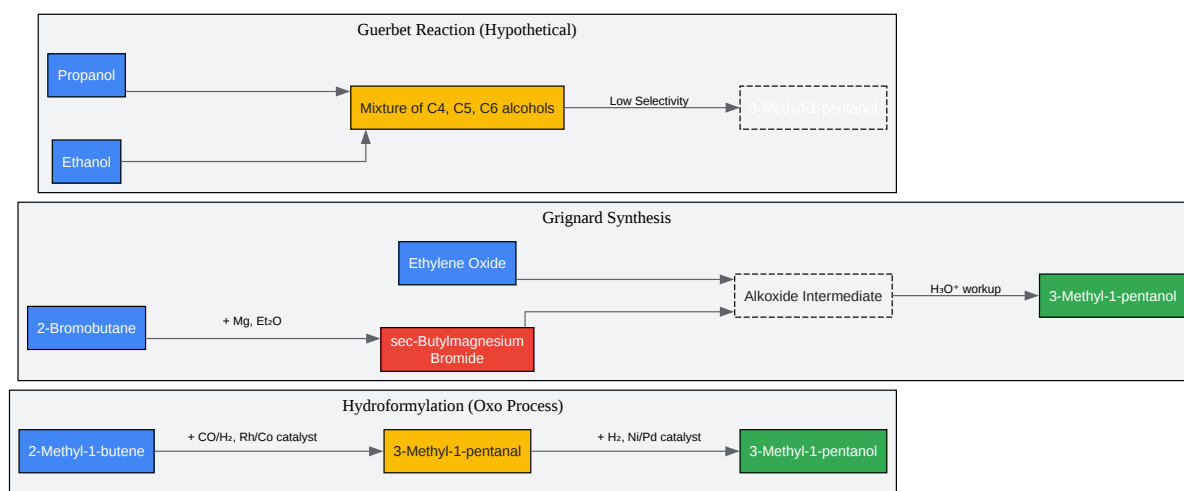 Guerbet Reaction (Hypothetical)
Propanol
Mixture of C4, C5, C6 alcohols
Low Selectivity
3-Methyl-1-pentanol
Ethanol
Grignard Synthesis
Ethylene Oxide
Alkoxide Intermediate
H₃O⁺ workup
3-Methyl-1-pentanol
2-Bromobutane
+ Mg, Et₂O
sec-Butylmagnesium
Bromide
Hydroformylation (Oxo Process)
2-Methyl-1-butene
+ CO/H₂, Rh/Co catalyst
3-Methyl-1-pentanal
+ H₂, Ni/Pd catalyst
3-Methyl-1-pentanol